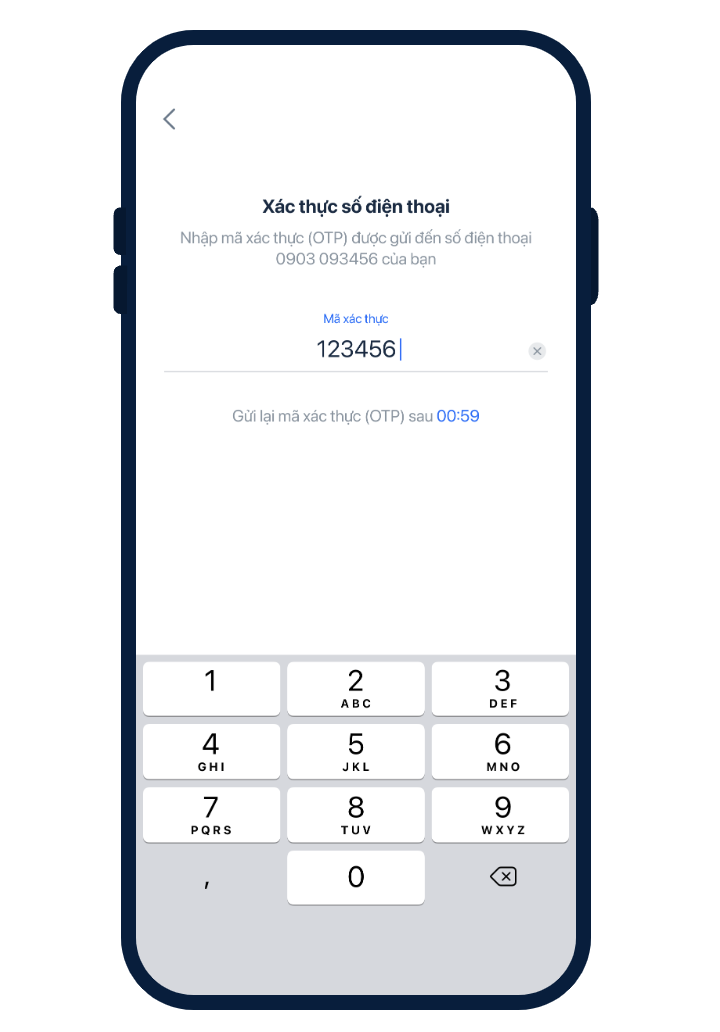 Xác thực số điện thoại
Nhập mã xác thực (OTP) được gửi đến số điện thoại
0903 093456 của bạn
Mã xác thực
123456
Gửi lại mã xác thực (OTP) sau 00:59
1 2 3
ABC DEF
4 5 6
GHI JKL MNO
7 8 9
PQRS TUV WXYZ
, 0